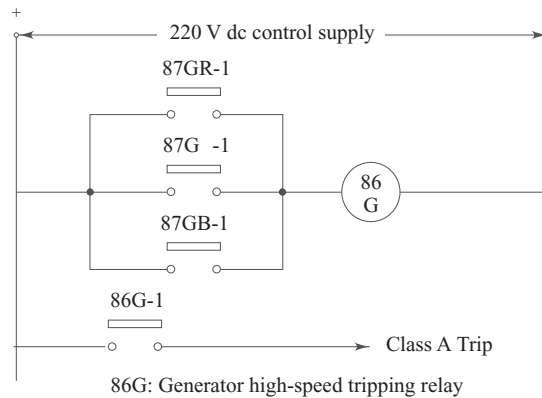 +
220 V dc control supply
87GR-1
87G -1
86
G
87GB-1
86G-1
Class A Trip
86G: Generator high-speed tripping relay